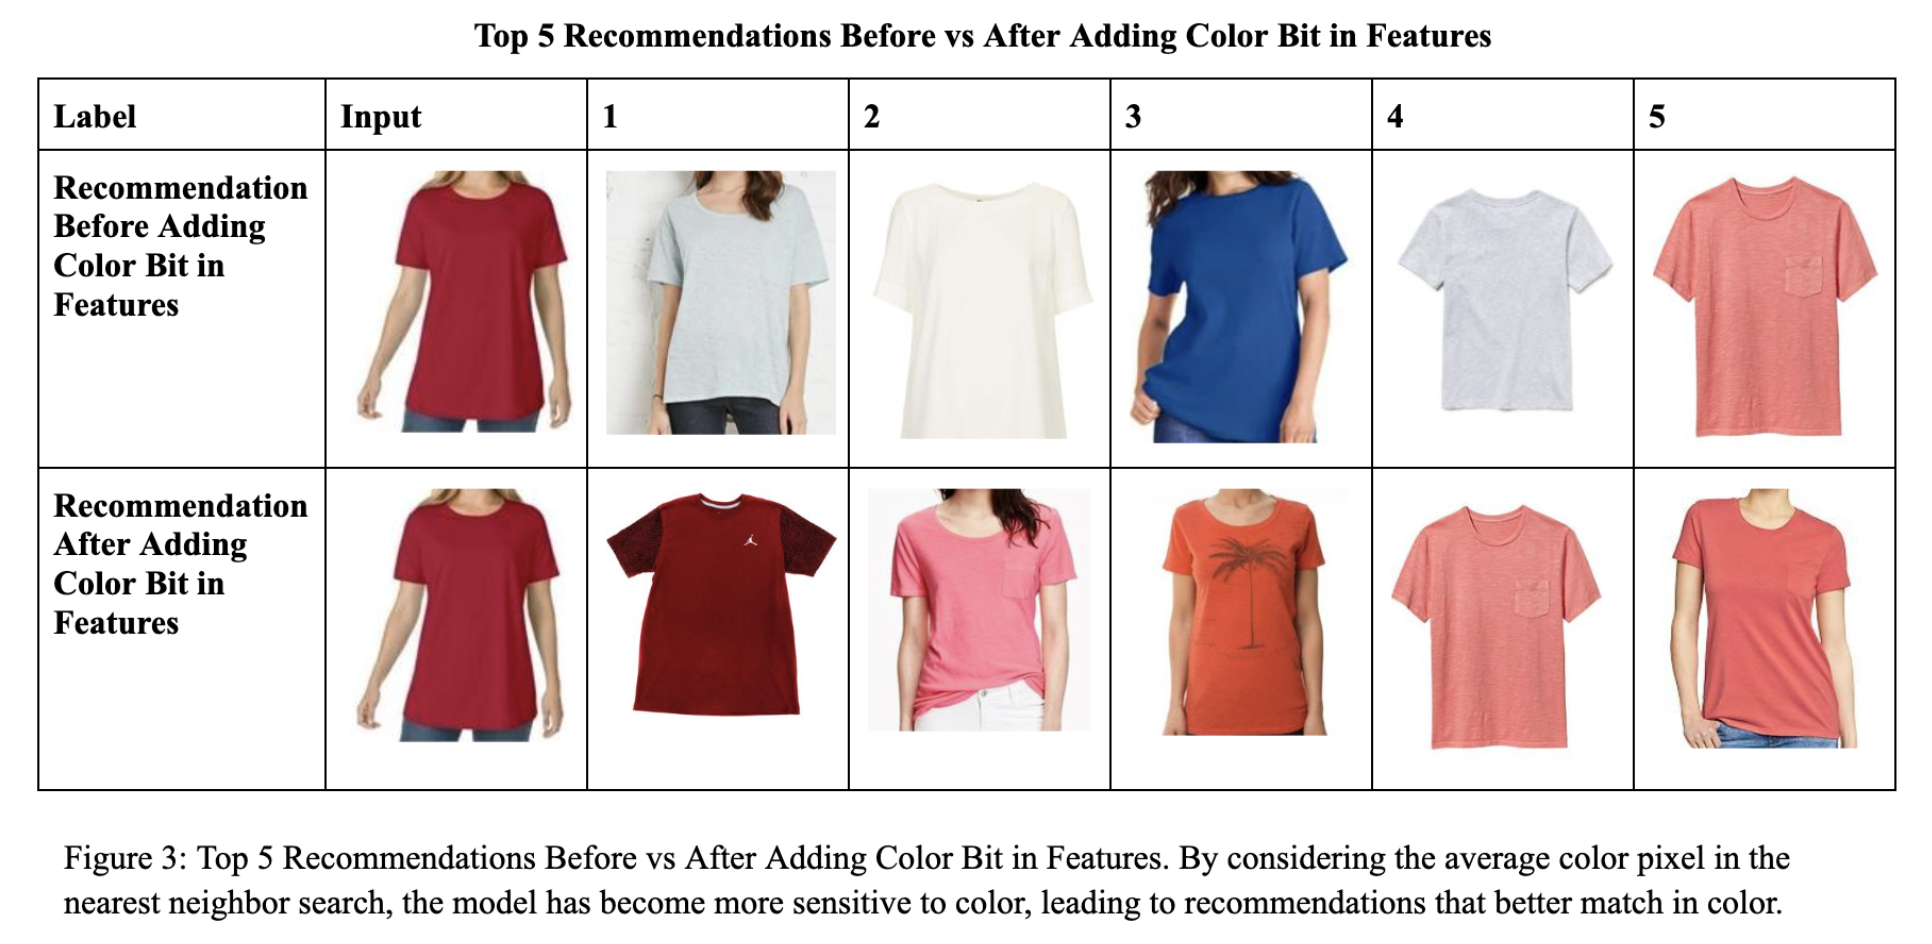 Top 5 Recommendations Before vs After Adding Color Bit in Features
Label Input 1 2 3 4 5
Recommendation
Before Adding
Color Bit in
Features
Recommendation
After Adding
Color Bit in
Features
Figure 3: Top 5 Recommendations Before vs After Adding Color Bit in Features. By considering the average color pixel in the
nearest neighbor search, the model has become more sensitive to color, leading to recommendations that better match in color.